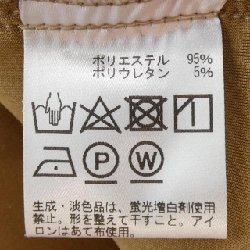 ポリエステル 95%
ポリウレタン 5%
P W
生成・淡色品は、蛍光増白剤使用
禁止。形を整えて干すこと。アイ
ロンはあて布使用。